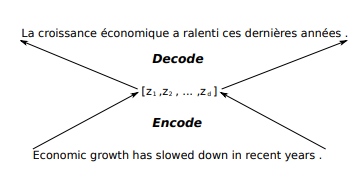 La croissance économique a ralenti ces dernières années .
Decode
[z₁ ,z₂ , ... ,z_d]
Encode
Economic growth has slowed down in recent years .